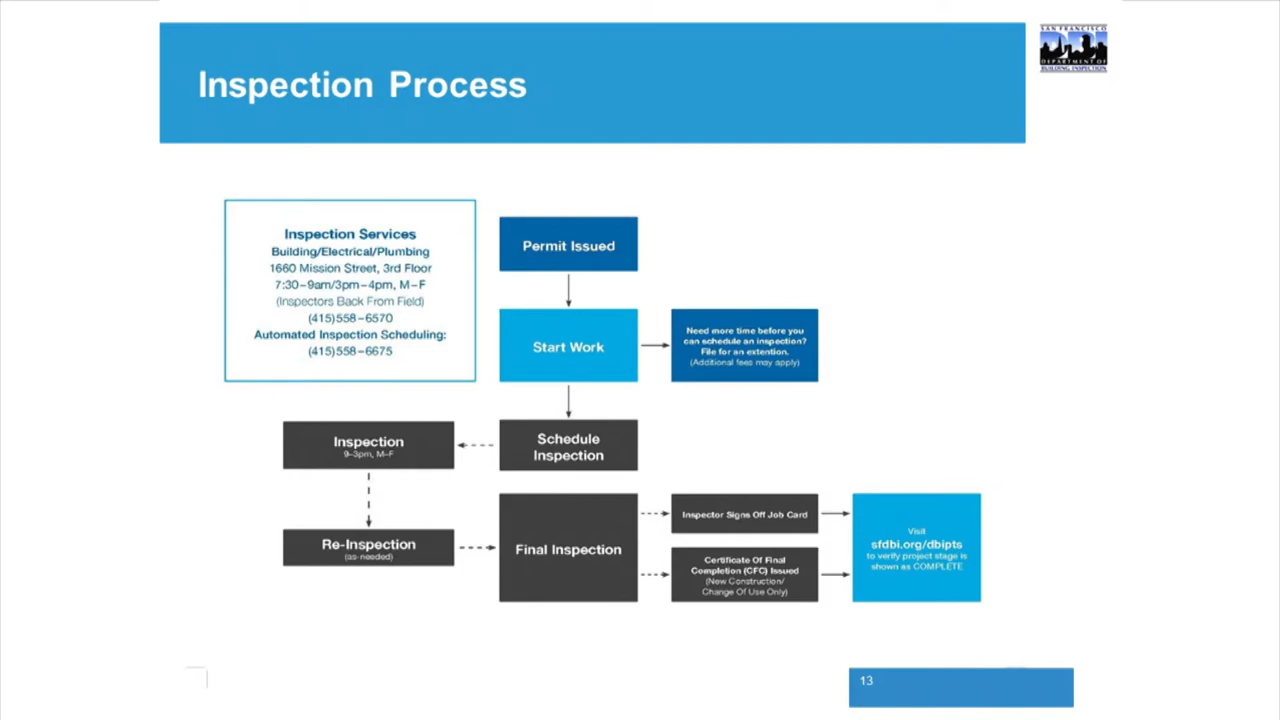 SAN FRANCISCO
DBI
DEPARTMENT OF
BUILDING INSPECTION
Inspection Process
Inspection Services
Building/Electrical/Plumbing
1660 Mission Street, 3rd Floor
7:30–9am/3pm–4pm, M–F
(Inspectors Back From Field)
(415)558–6570
Automated Inspection Scheduling:
(415)558–6675
Permit Issued
Start Work
Need more time before you
can schedule an inspection?
File for an extention.
(Additional fees may apply)
Schedule
Inspection
Inspection
9–3pm, M–F
Re-Inspection
(as-needed)
Final Inspection
Inspector Signs Off Job Card
Certificate Of Final
Completion (CFC) Issued
(New Construction/
Change Of Use Only)
Visit
sfdbi.org/dbipts
to verify project stage is
shown as COMPLETE
13